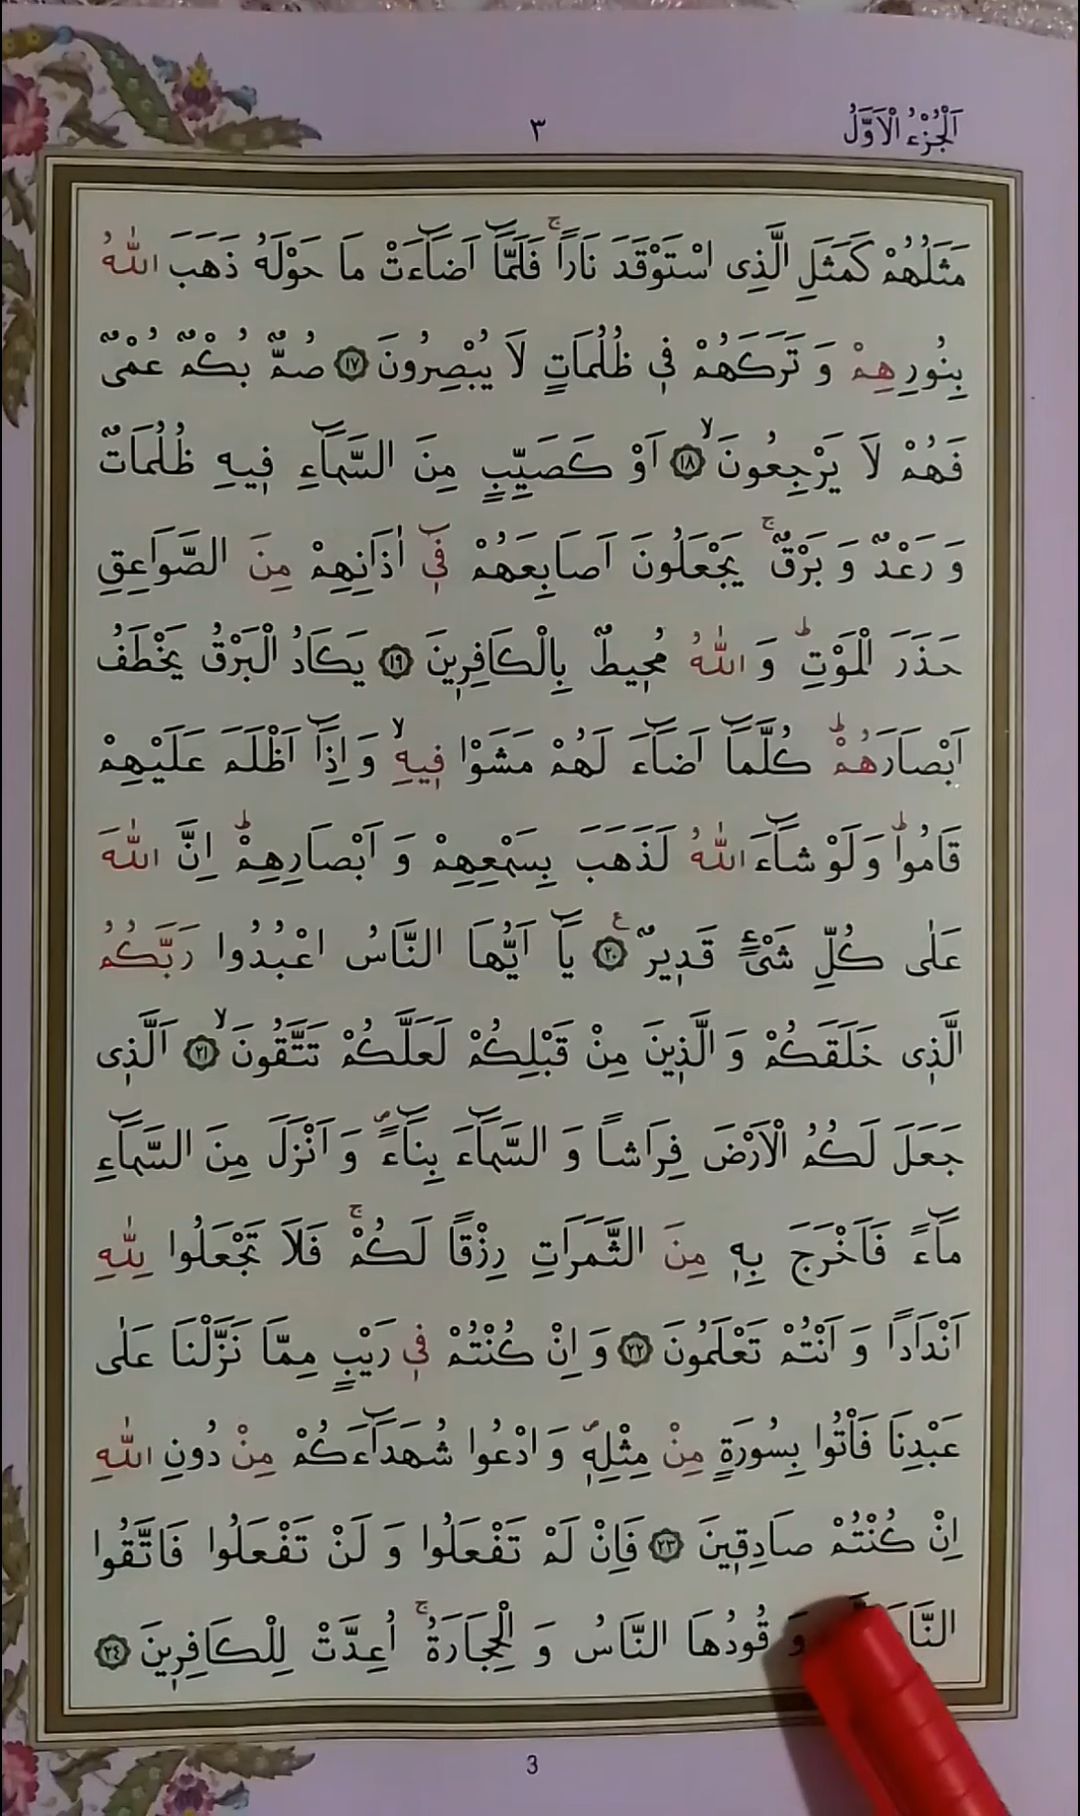 اَلْجُزْءُ الْاَوَّلُ ٣
مَثَلُهُمْ كَمَثَلِ الَّذِى اسْتَوْقَدَ نَاراًۚ فَلَمَّٓا اَضَٓاءَتْ مَا حَوْلَهُ ذَهَبَ اللّٰهُ
بِنُورِهِمْ وَ تَرَكَهُمْ فِى ظُلُمَاتٍ لَا يُبْصِرُونَ ١٧ صُمٌّ بُكْمٌ عُمْىٌ
فَهُمْ لَا يَرْجِعُونَۙ ١٨ اَوْ كَصَيِّبٍ مِنَ السَّمَٓاءِ فِيهِ ظُلُمَاتٌ
وَ رَعْدٌ وَ بَرْقٌۚ يَجْعَلُونَ اَصَابِعَهُمْ فِٓى اٰذَانِهِمْ مِنَ الصَّوَاعِقِ
حَذَرَ الْمَوْتِۜ وَ اللّٰهُ مُحِيطٌ بِالْكَافِرِينَ ١٩ يَكَادُ الْبَرْقُ يَخْطَفُ
اَبْصَارَهُمْۜ كُلَّمَٓا اَضَٓاءَ لَهُمْ مَشَوْا فِيهِۙ وَ اِذَٓا اَظْلَمَ عَلَيْهِمْ
قَامُواۜ وَ لَوْ شَٓاءَ اللّٰهُ لَذَهَبَ بِسَمْعِهِمْ وَ اَبْصَارِهِمْۜ اِنَّ اللّٰهَ
عَلٰى كُلِّ شَىْءٍ قَدِيرٌ ٢٠ ع يَٓا اَيُّهَا النَّاسُ اعْبُدُوا رَبَّكُمُ
الَّذِى خَلَقَكُمْ وَ الَّذِينَ مِنْ قَبْلِكُمْ لَعَلَّكُمْ تَتَّقُونَۙ ٢١ اَلَّذِى
جَعَلَ لَكُمُ الْاَرْضَ فِرَاشاً وَ السَّمَٓاءَ بِنَٓاءًۖ وَ اَنْزَلَ مِنَ السَّمَٓاءِ
مَٓاءً فَاَخْرَجَ بِهِ مِنَ الثَّمَرَاتِ رِزْقاً لَكُمْۚ فَلَا تَجْعَلُوا لِلّٰهِ
اَنْدَاداً وَ اَنْتُمْ تَعْلَمُونَ ٢٢ وَ اِنْ كُنْتُمْ فِى رَيْبٍ مِمَّا نَزَّلْنَا عَلٰى
عَبْدِنَا فَاْتُوا بِسُورَةٍ مِنْ مِثْلِهِۖ وَ ادْعُوا شُهَدَٓاءَكُمْ مِنْ دُونِ اللّٰهِ
اِنْ كُنْتُمْ صَادِقِينَ ٢٣ فَاِنْ لَمْ تَفْعَلُوا وَ لَنْ تَفْعَلُوا فَاتَّقُوا
وَ قُودُهَا النَّاسُ وَ الْحِجَارَةُۚ اُعِدَّتْ لِلْكَافِرِينَ ٢٤
3